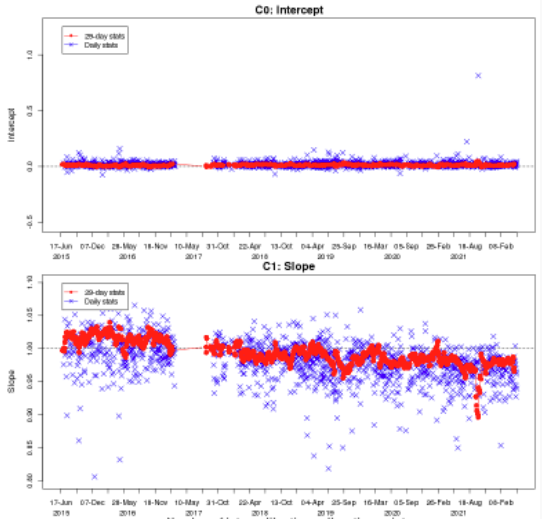 C0: Intercept
29-day stats
Daily stats
Intercept
1.0
0.5
0.0
-0.5
17-Jun 07-Dec 28-May 18-Nov 10-May 31-Oct 22-Apr 13-Oct 04-Apr 25-Sep 16-Mar 05-Sep 26-Feb 18-Aug 08-Feb
2015 2016 2017 2018 2019 2020 2021
C1: Slope
29-day stats
Daily stats
Slope
1.10
1.05
1.00
0.95
0.90
0.85
0.80
17-Jun 07-Dec 28-May 18-Nov 10-May 31-Oct 22-Apr 13-Oct 04-Apr 25-Sep 16-Mar 05-Sep 26-Feb 18-Aug 08-Feb
2015 2016 2017 2018 2019 2020 2021